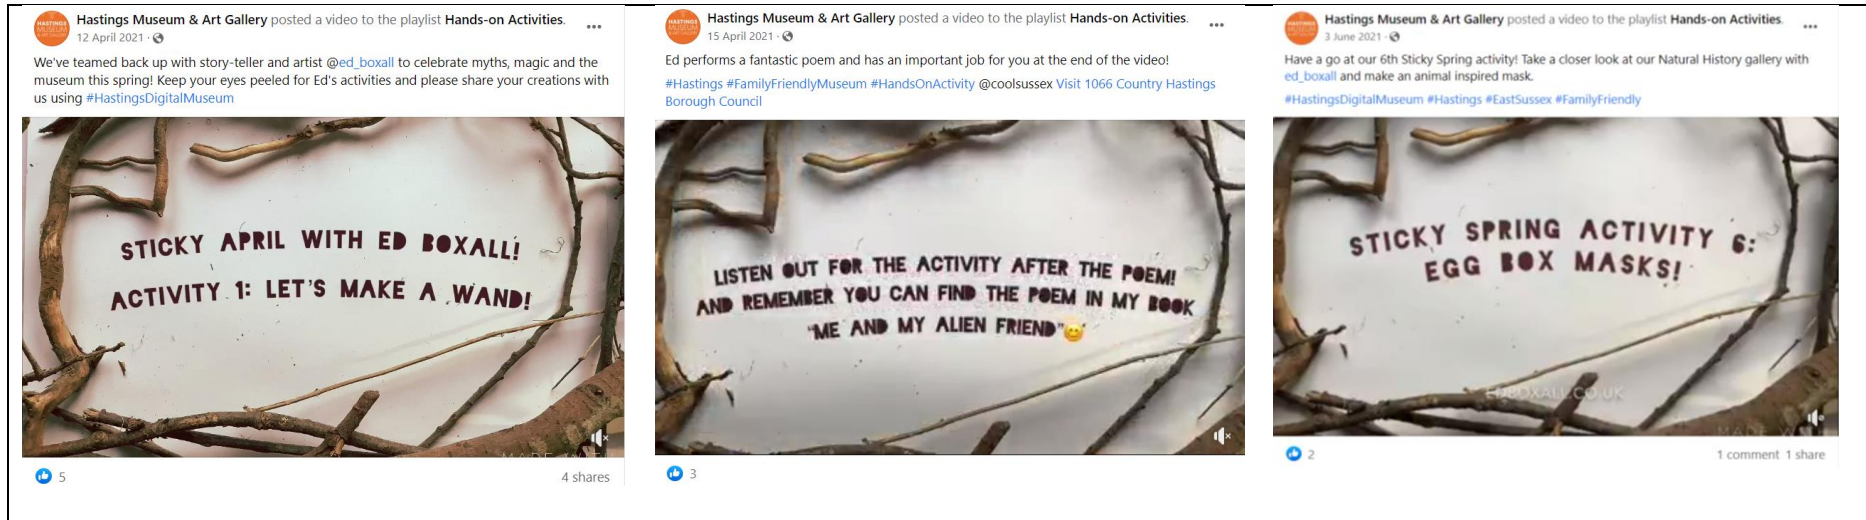 Hastings Museum & Art Gallery posted a video to the playlist Hands-on Activities.
12 April 2021 ·
We've teamed back up with story-teller and artist @ed_boxall to celebrate myths, magic and the
museum this spring! Keep your eyes peeled for Ed's activities and please share your creations with
us using #HastingsDigitalMuseum
STICKY APRIL WITH ED BOXALL!
ACTIVITY 1: LET'S MAKE A WAND!
5
4 shares
Hastings Museum & Art Gallery posted a video to the playlist Hands-on Activities.
15 April 2021 ·
Ed performs a fantastic poem and has an important job for you at the end of the video!
#Hastings #FamilyFriendlyMuseum #HandsOnActivity @coolsussex Visit 1066 Country Hastings
Borough Council
LISTEN OUT FOR THE ACTIVITY AFTER THE POEM!
AND REMEMBER YOU CAN FIND THE POEM IN MY BOOK
"ME AND MY ALIEN FRIEND"😊
3
Hastings Museum & Art Gallery posted a video to the playlist Hands-on Activities.
3 June 2021 ·
Have a go at our 6th Sticky Spring activity! Take a closer look at our Natural History gallery with
ed_boxall and make an animal inspired mask.
#HastingsDigitalMuseum #Hastings #EastSussex #FamilyFriendly
STICKY SPRING ACTIVITY 6:
EGG BOX MASKS!
EDBOXALL.CO.UK
2
1 comment 1 share